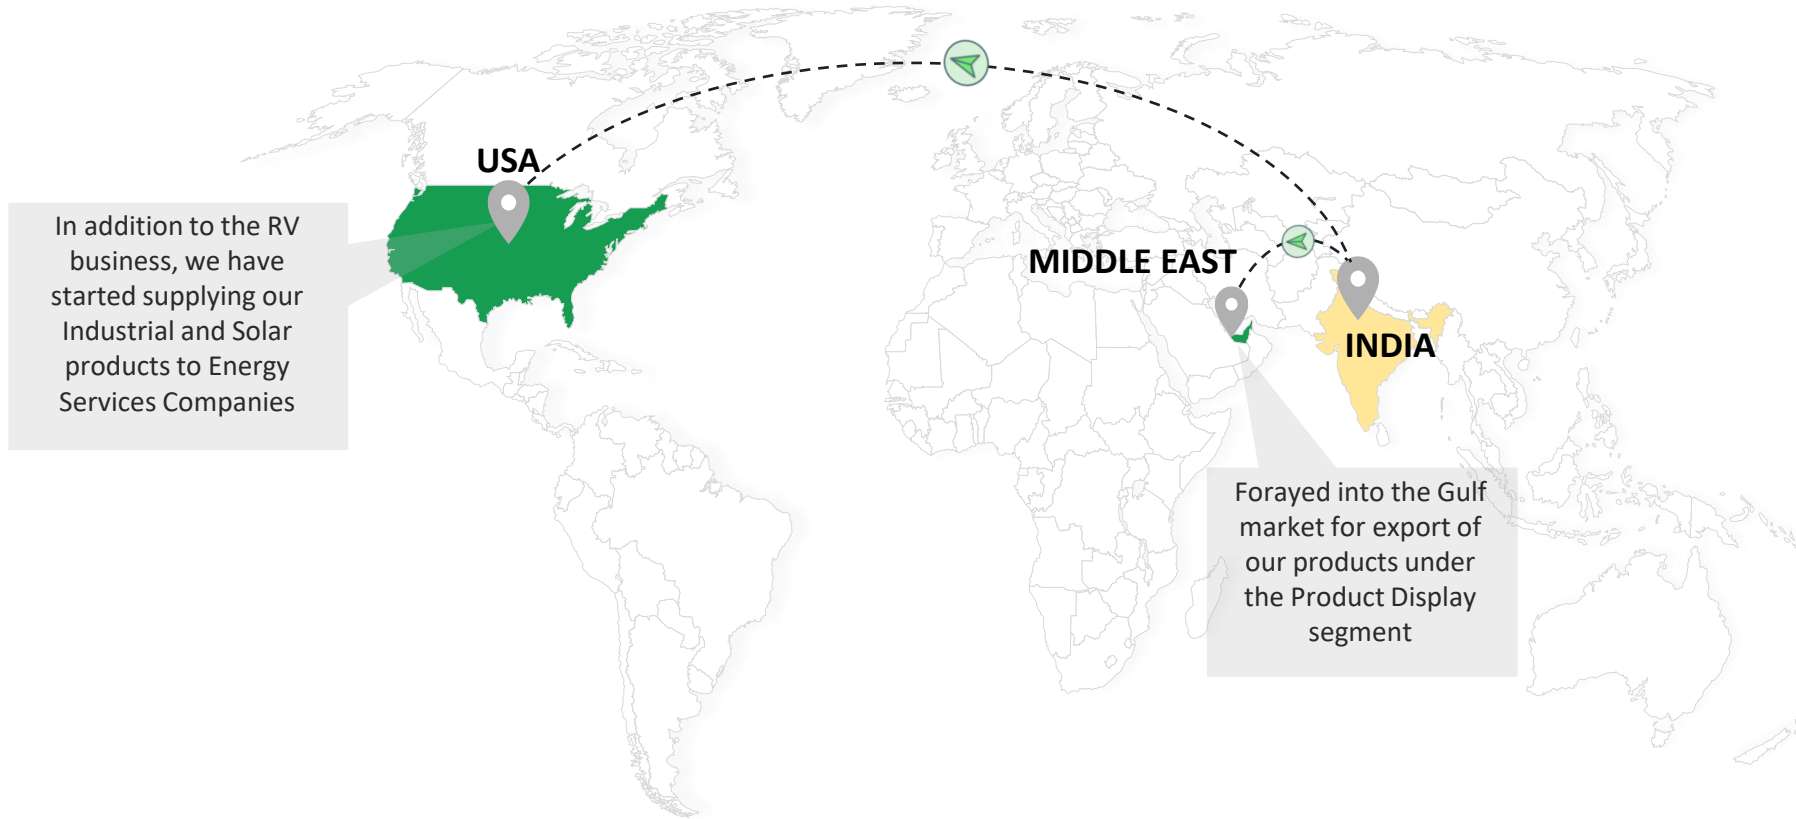 USA
In addition to the RV
business, we have
started supplying our
Industrial and Solar
products to Energy
Services Companies
MIDDLE EAST
INDIA
Forayed into the Gulf
market for export of
our products under
the Product Display
segment